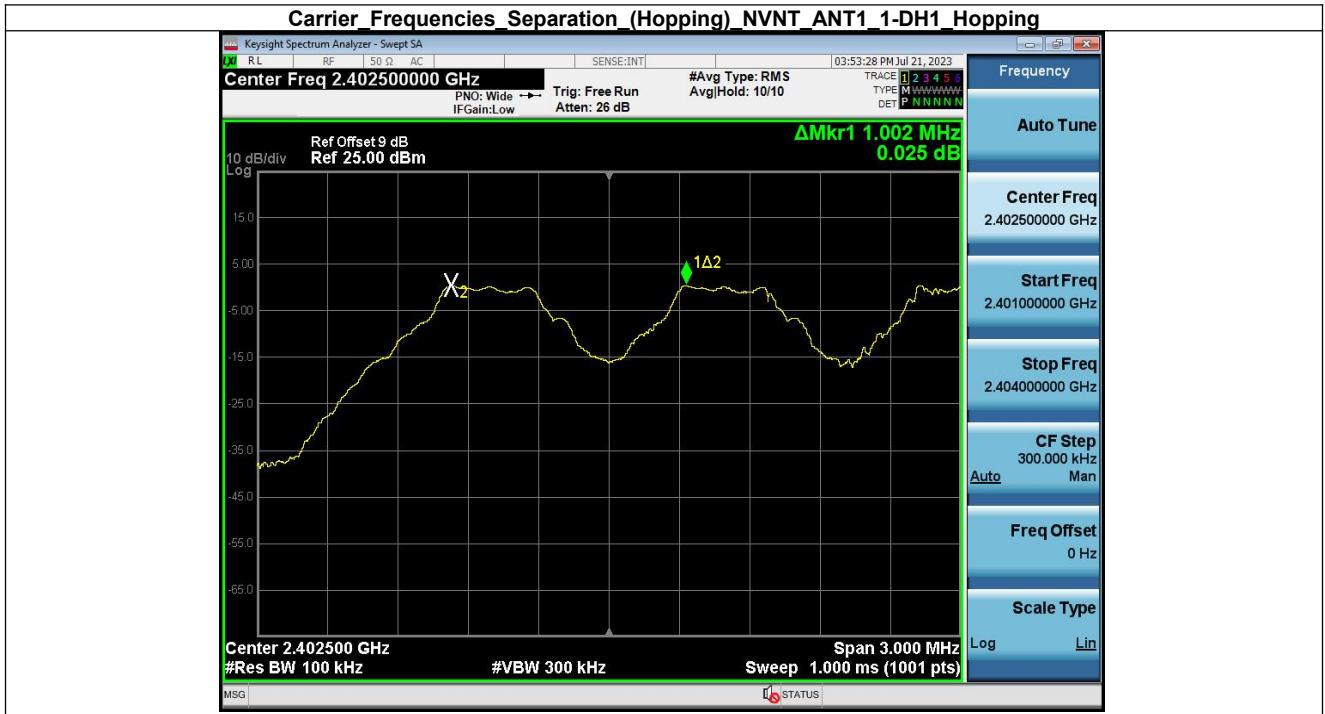 Carrier_Frequencies_Separation_(Hopping)_NVNT_ANT1_1-DH1_Hopping
Keysight Spectrum Analyzer - Swept SA
LXI RL RF 50 Ω AC SENSE:INT 03:53:28 PM Jul 21, 2023
Center Freq 2.402500000 GHz
PNO: Wide
IFGain:Low
Trig: Free Run
Atten: 26 dB
#Avg Type: RMS
Avg|Hold: 10/10
TRACE 1 2 3 4 5 6
TYPE M WWWWW
DET P N N N N N
ΔMkr1 1.002 MHz
0.025 dB
Ref Offset 9 dB
10 dB/div Ref 25.00 dBm
Log
15.0
5.00
-5.00
-15.0
-25.0
-35.0
-45.0
-55.0
-65.0
X2
1Δ2
Center 2.402500 GHz Span 3.000 MHz
#Res BW 100 kHz #VBW 300 kHz Sweep 1.000 ms (1001 pts)
MSG STATUS
Frequency
Auto Tune
Center Freq
2.402500000 GHz
Start Freq
2.401000000 GHz
Stop Freq
2.404000000 GHz
CF Step
300.000 kHz
Auto Man
Freq Offset
0 Hz
Scale Type
Log Lin